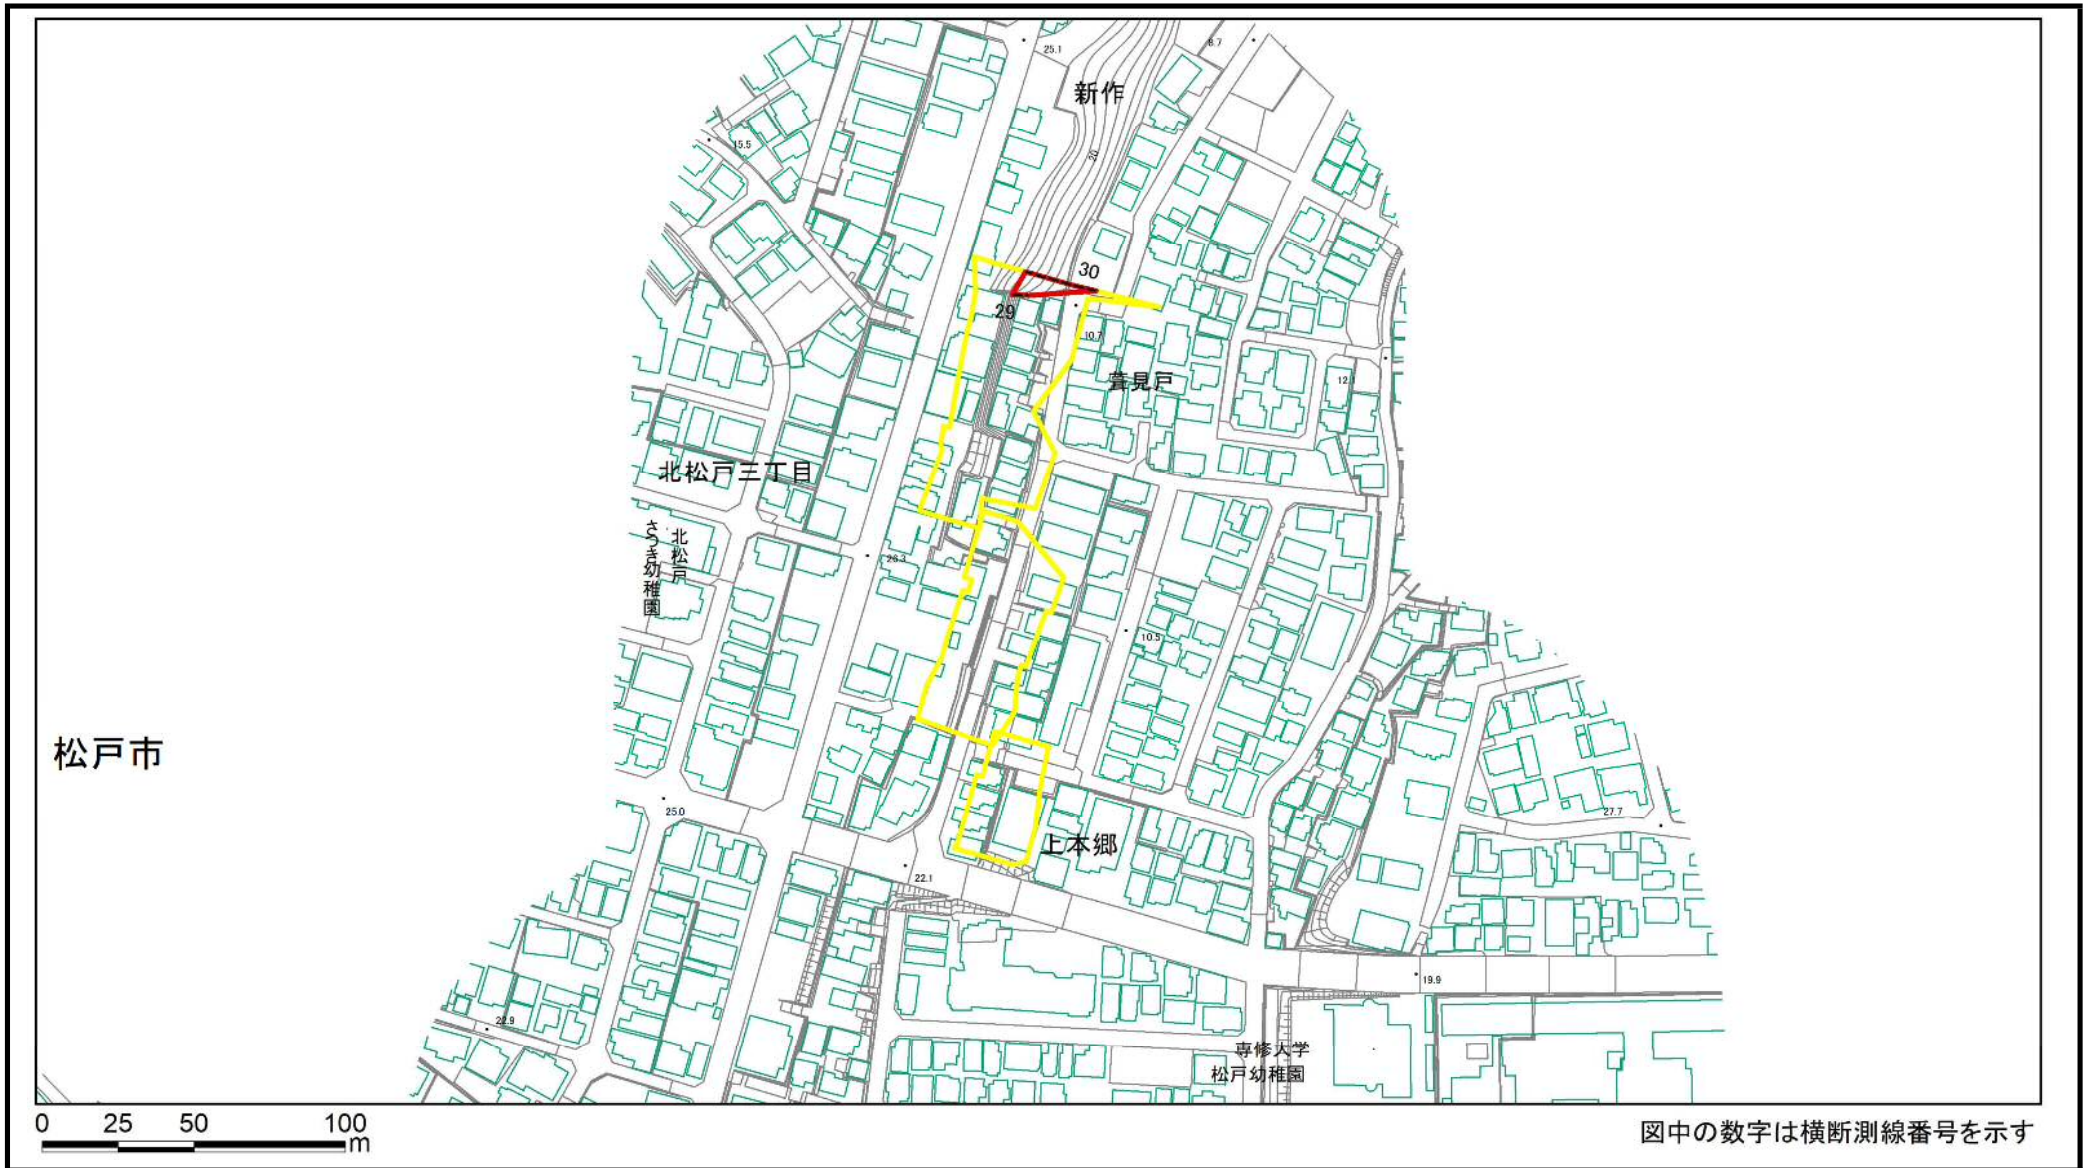 25.1
8.7
新作
15.5
20
30
29
10.7
葺見戸
12.1
北松戸三丁目
北松戸
さつき幼稚園
26.3
10.5
松戸市
25.0
27.7
上本郷
22.1
19.9
22.9
専修大学
松戸幼稚園
0 25 50 100
m
図中の数字は横断測線番号を示す